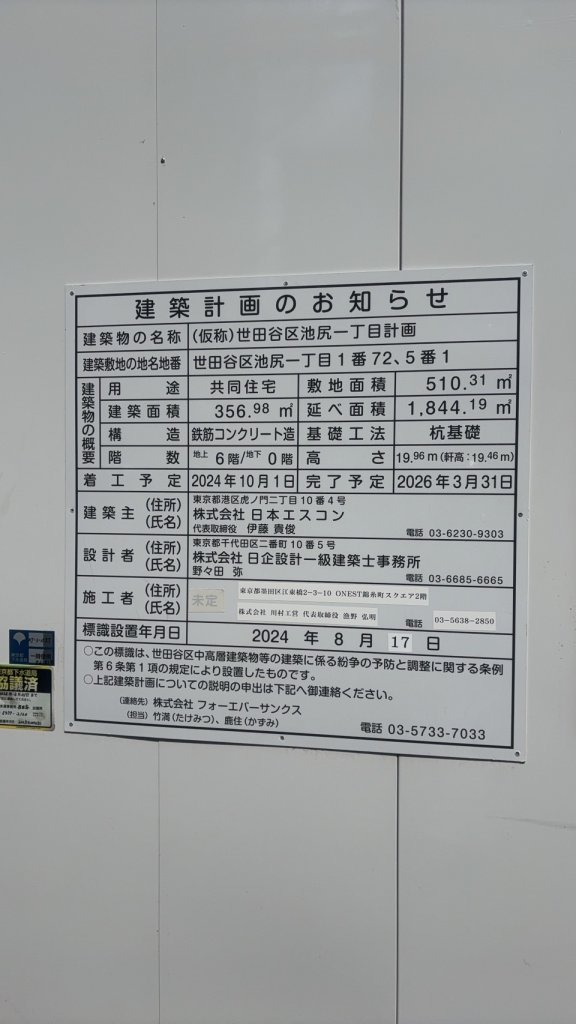 建築計画のお知らせ
建築物の名称 (仮称)世田谷区池尻一丁目計画
建築敷地の地名地番 世田谷区池尻一丁目1番72、5番1
建築物の概要
用途 共同住宅 敷地面積 510.31㎡
建築面積 356.98㎡ 延べ面積 1,844.19㎡
構造 鉄筋コンクリート造 基礎工法 杭基礎
階数 地上6階/地下0階 高さ 19.96m(軒高:19.46m)
着工予定 2024年10月1日 完了予定 2026年3月31日
建築主 (住所) 東京都港区虎ノ門二丁目10番4号
(氏名) 株式会社 日本エスコン
代表取締役 伊藤 貴俊 電話 03-6230-9303
設計者 (住所) 東京都千代田区二番町10番5号
(氏名) 株式会社 日企設計一級建築士事務所
野々田 弥 電話 03-6685-6665
施工者 (住所) 未定 東京都墨田区江東橋2-3-10 ONEST錦糸町スクエア2階
(氏名) 株式会社 川村工営 代表取締役 漁野 弘明 電話 03-5638-2850
標識設置年月日 2024年8月17日
○この標識は、世田谷区中高層建築物等の建築に係る紛争の予防と調整に関する条例
第6条第1項の規定により設置したものです。
○上記建築計画についての説明の申出は下記へ御連絡ください。
(連絡先) 株式会社 フォーエバーサンクス
(担当) 竹満(たけみつ)、鹿住(かずみ) 電話 03-5733-7033
京都下水道局
協議済